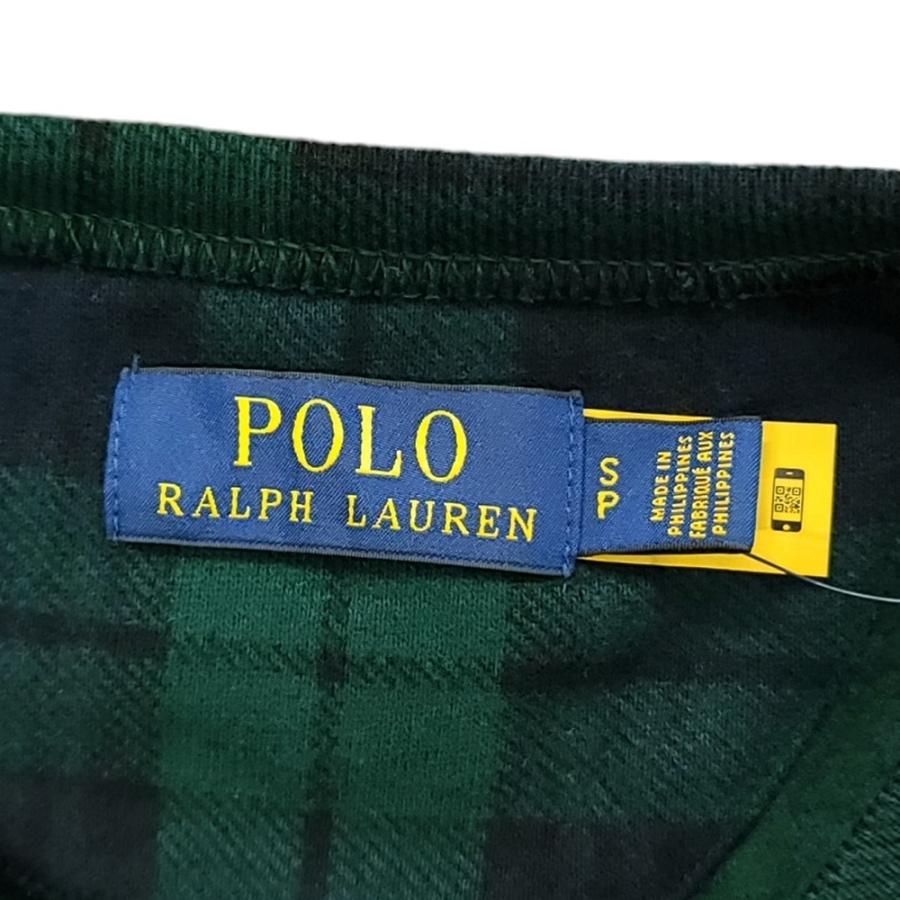 POLO
RALPH LAUREN
S
P
MADE IN
PHILIPPINES
FABRIQUÉ AUX
PHILIPPINES